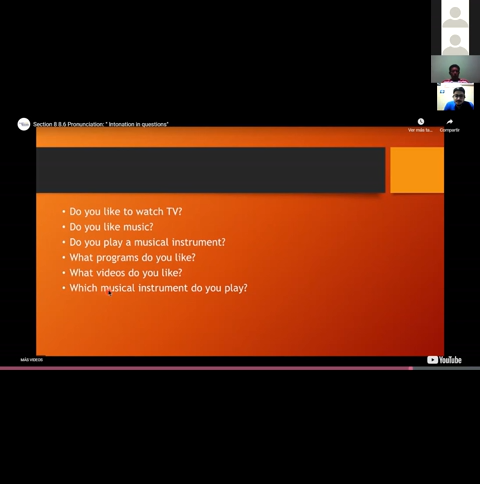 Section 8 8.6 Pronunciation: " Intonation in questions"
Ver más ta...
Compartir
• Do you like to watch TV?
• Do you like music?
• Do you play a musical instrument?
• What programs do you like?
• What videos do you like?
• Which musical instrument do you play?
MÁS VIDEOS
YouTube